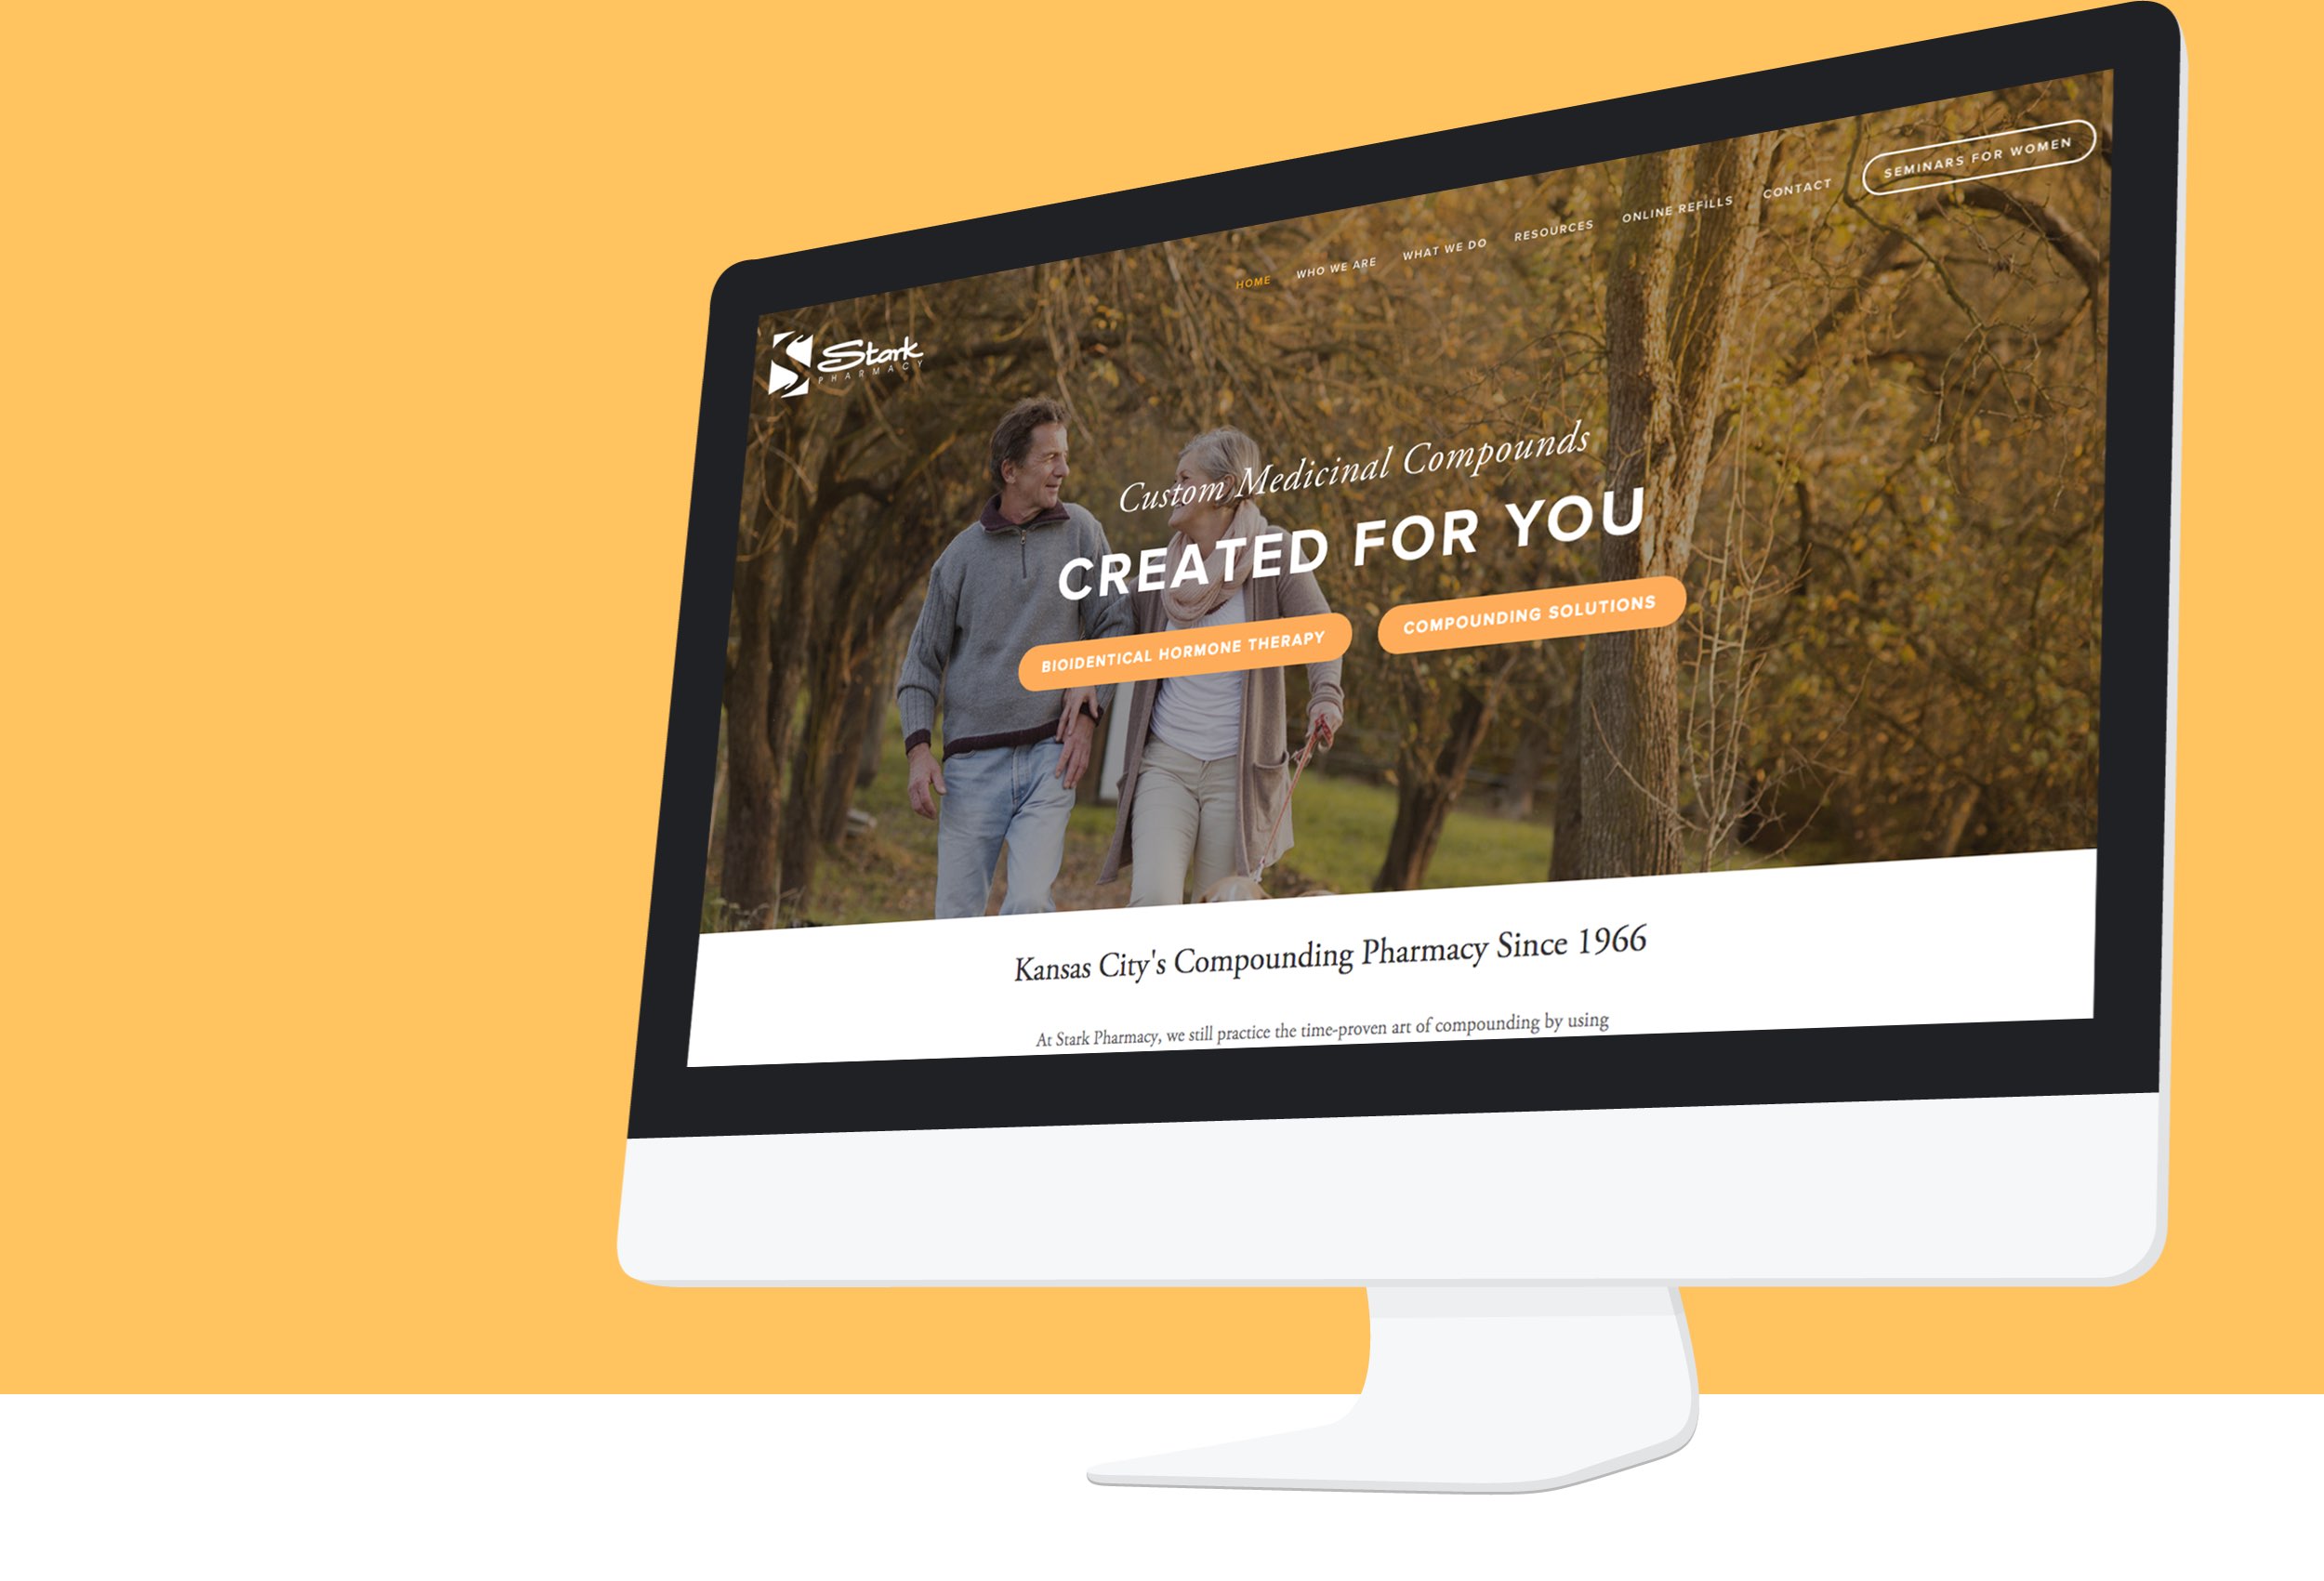 HOME WHO WE ARE WHAT WE DO RESOURCES ONLINE REFILLS CONTACT SEMINARS FOR WOMEN
Stark
PHARMACY
Custom Medicinal Compounds
CREATED FOR YOU
BIOIDENTICAL HORMONE THERAPY COMPOUNDING SOLUTIONS
Kansas City's Compounding Pharmacy Since 1966
At Stark Pharmacy, we still practice the time-proven art of compounding by using